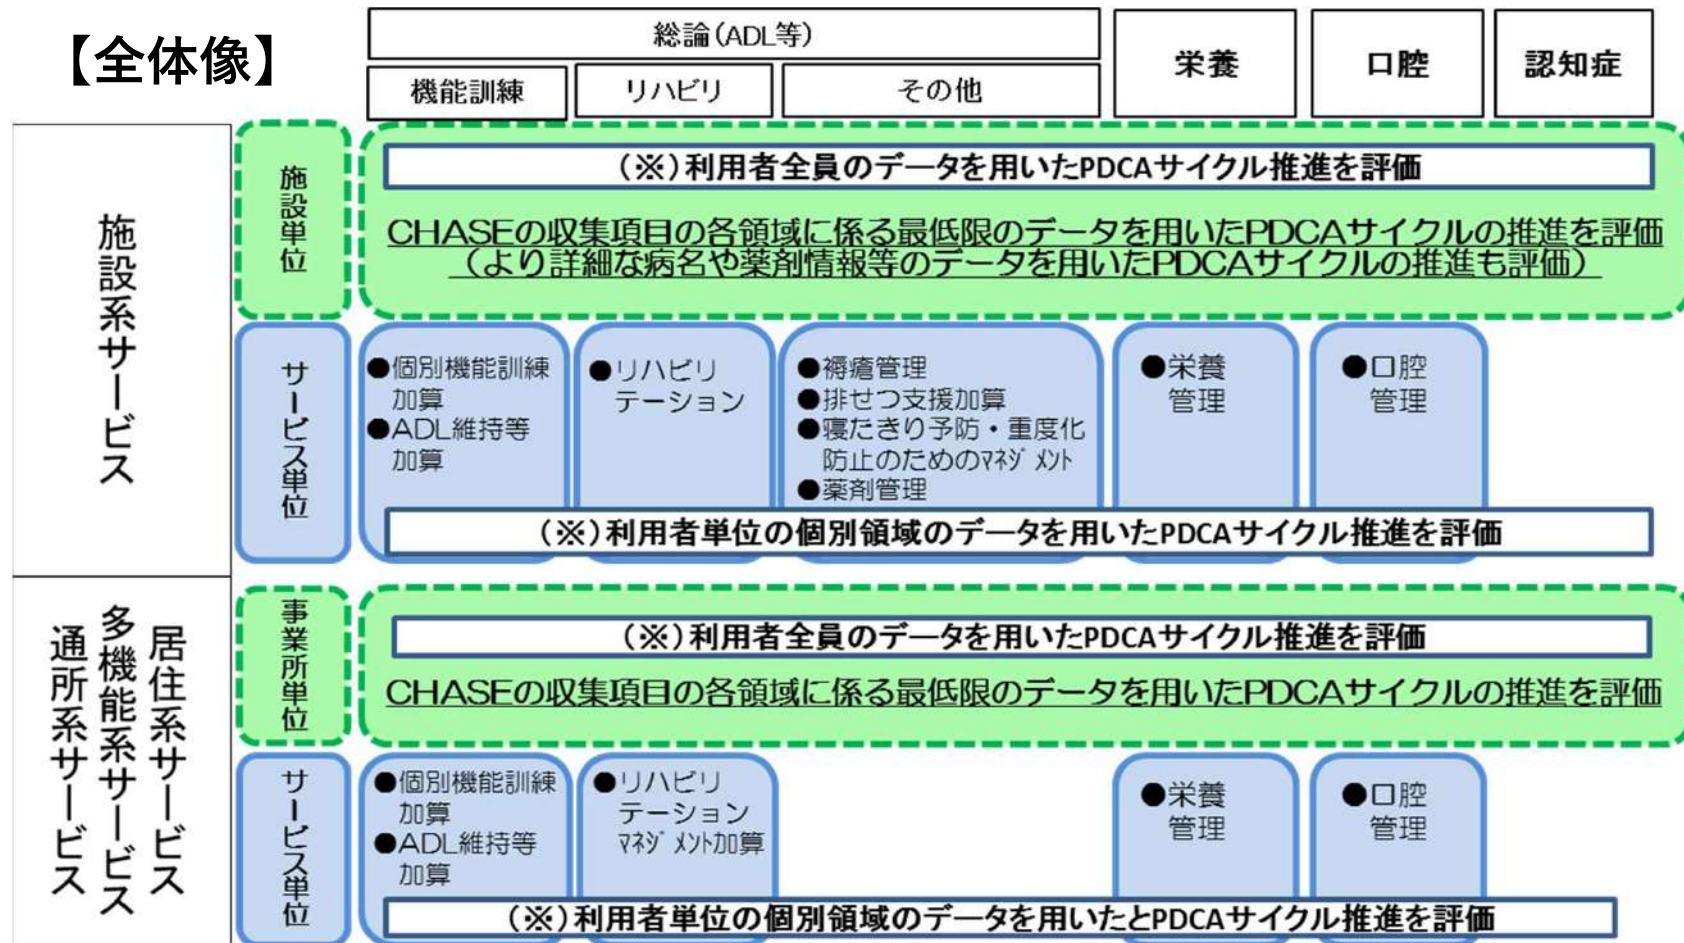 【全体像】
総論(ADL等)
機能訓練
リハビリ
その他
栄養
口腔
認知症
施設系サービス
施設単位
(※)利用者全員のデータを用いたPDCAサイクル推進を評価
CHASEの収集項目の各領域に係る最低限のデータを用いたPDCAサイクルの推進を評価
(より詳細な病名や薬剤情報等のデータを用いたPDCAサイクルの推進も評価)
サービス単位
●個別機能訓練
加算
●ADL維持等
加算
●リハビリ
テーション
●褥瘡管理
●排せつ支援加算
●寝たきり予防・重度化
防止のためのマネジメント
●薬剤管理
●栄養
管理
●口腔
管理
(※)利用者単位の個別領域のデータを用いたPDCAサイクル推進を評価
居住系サービス
多機能系サービス
通所系サービス
事業所単位
(※)利用者全員のデータを用いたPDCAサイクル推進を評価
CHASEの収集項目の各領域に係る最低限のデータを用いたPDCAサイクルの推進を評価
サービス単位
●個別機能訓練
加算
●ADL維持等
加算
●リハビリ
テーション
マネジメント加算
●栄養
管理
●口腔
管理
(※)利用者単位の個別領域のデータを用いたとPDCAサイクル推進を評価